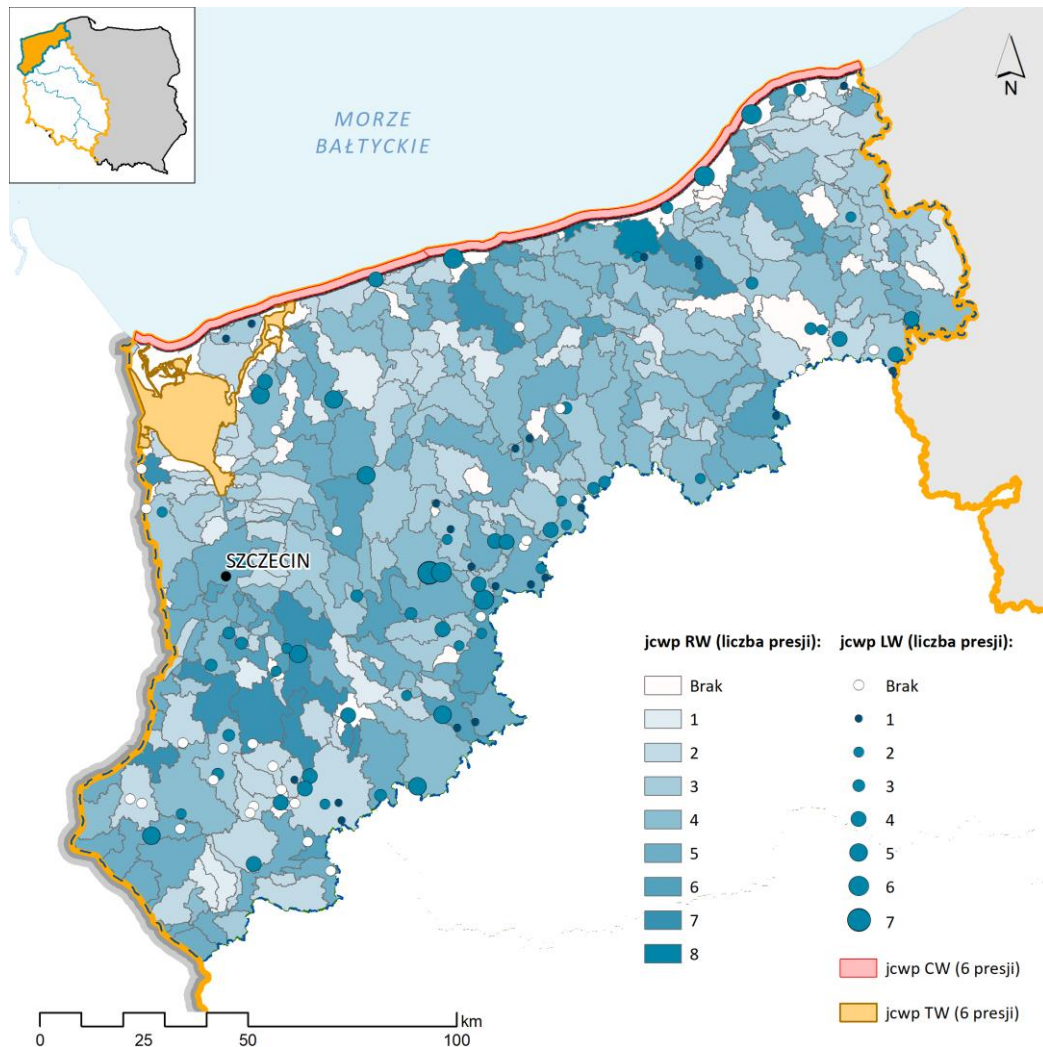 MORZE
BAŁTYCKIE
N
SZCZECIN
jcwp RW (liczba presji):
Brak
1
2
3
4
5
6
7
8
jcwp LW (liczba presji):
Brak
1
2
3
4
5
6
7
jcwp CW (6 presji)
jcwp TW (6 presji)
km
0 25 50 100